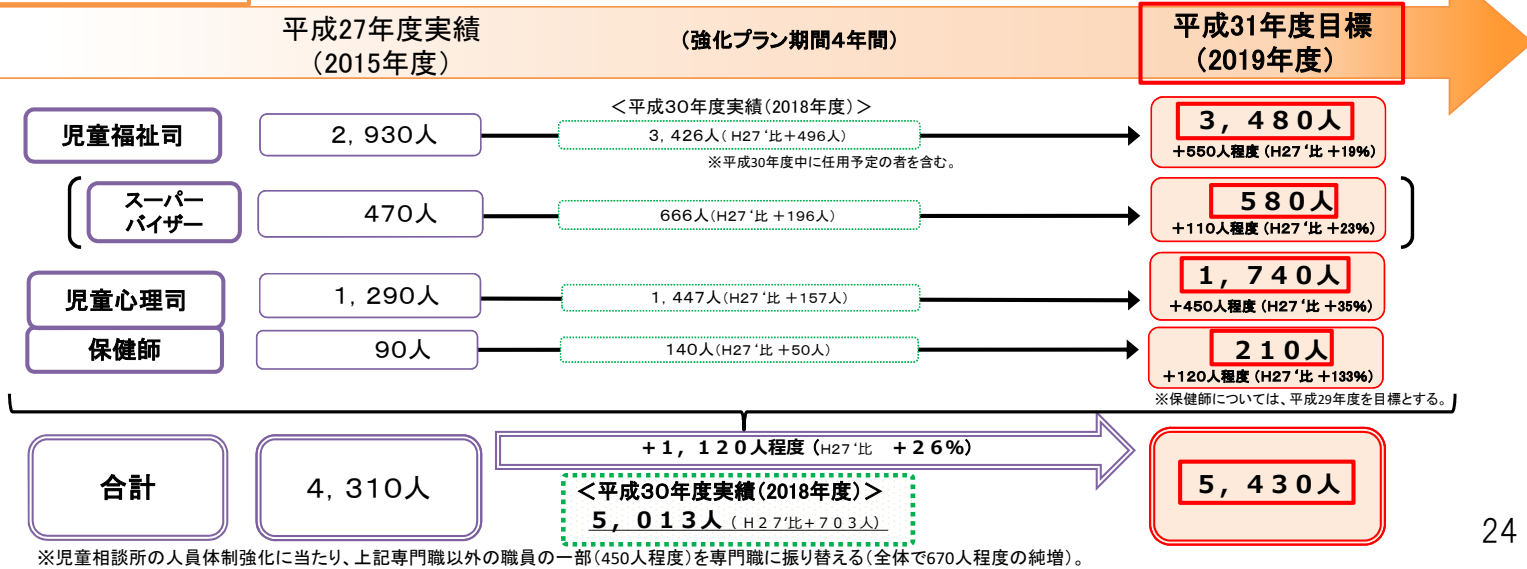 平成27年度実績
(2015年度)
(強化プラン期間4年間)
平成31年度目標
(2019年度)
児童福祉司
2,930人
<平成30年度実績(2018年度)>
3,426人(H27‘比+496人)
※平成30年度中に任用予定の者を含む。
3,480人
+550人程度(H27‘比 +19%)
スーパー
バイザー
470人
666人(H27‘比 +196人)
580人
+110人程度(H27‘比 +23%)
児童心理司
1,290人
1,447人(H27‘比 +157人)
1,740人
+450人程度(H27‘比 +35%)
保健師
90人
140人(H27‘比 +50人)
210人
+120人程度(H27‘比 +133%)
※保健師については、平成29年度を目標とする。
合計
4,310人
+1,120人程度(H27‘比 +26%)
<平成30年度実績(2018年度)>
5,013人(H27‘比+703人)
5,430人
※児童相談所の人員体制強化に当たり、上記専門職以外の職員の一部(450人程度)を専門職に振り替える(全体で670人程度の純増)。
24